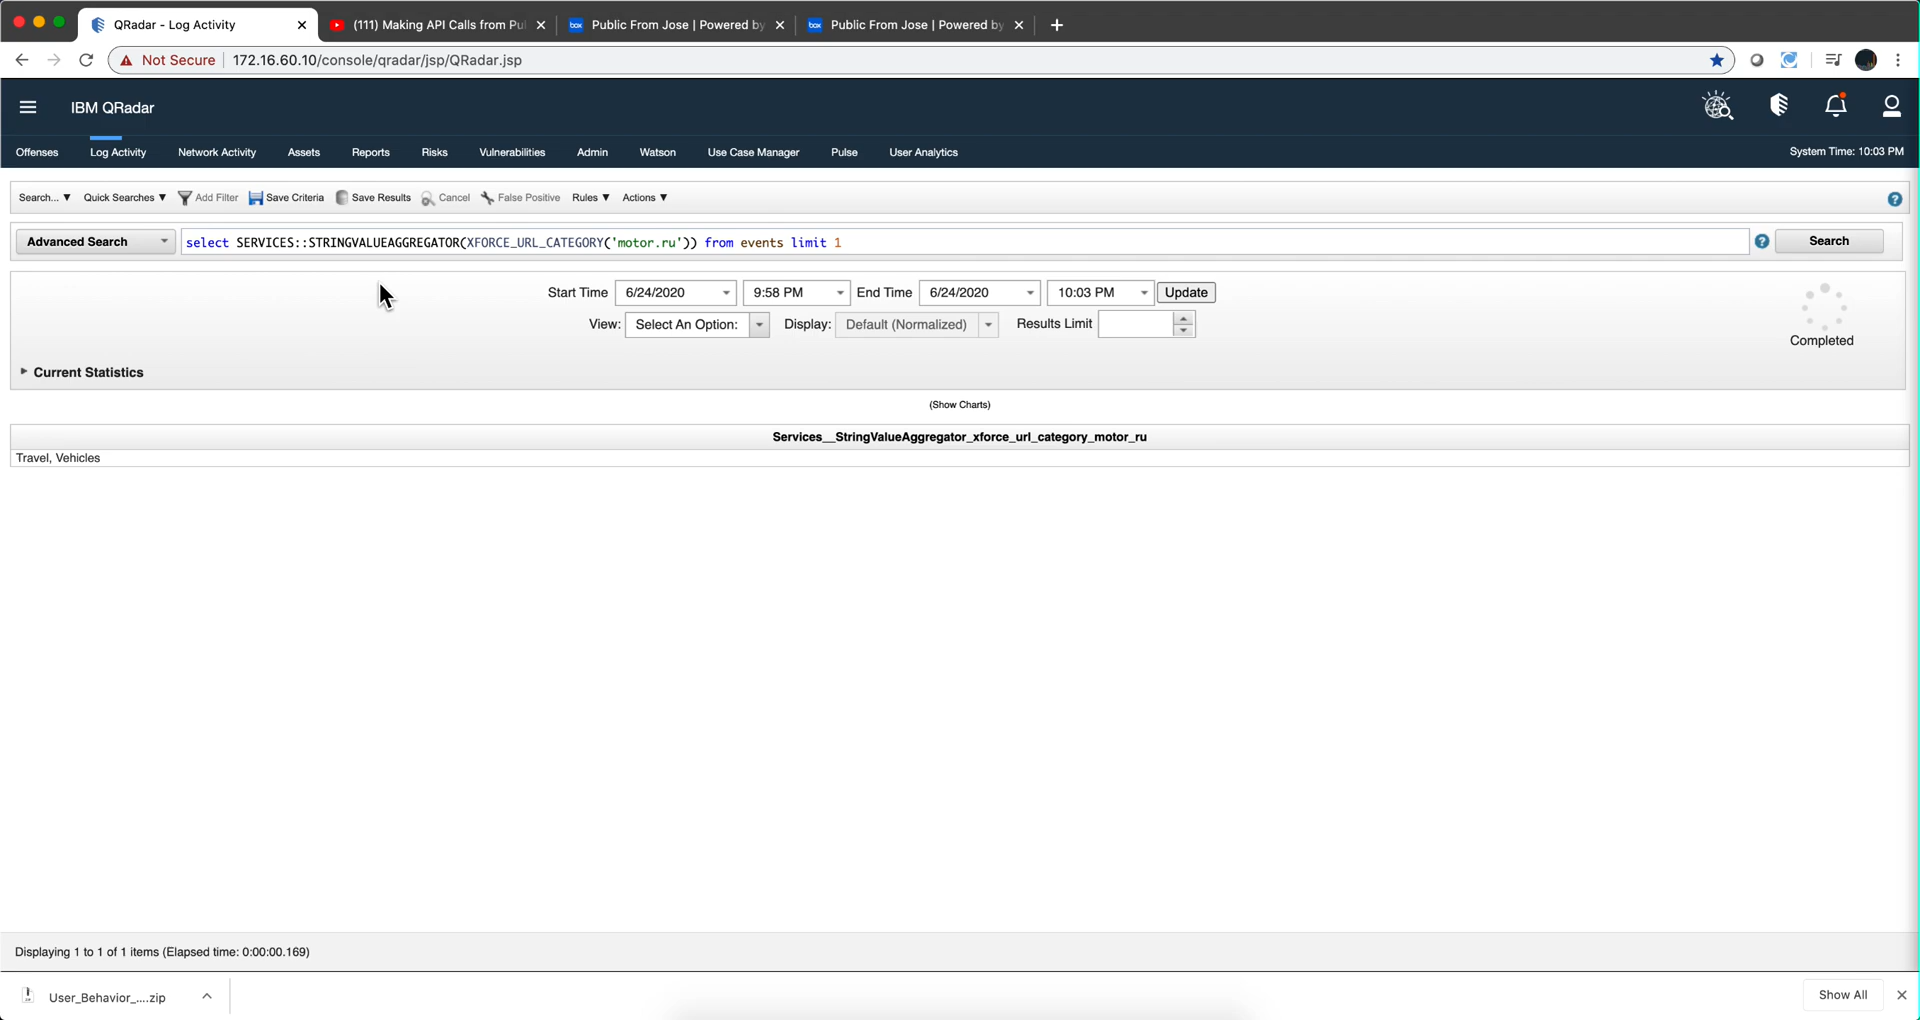 QRadar - Log Activity
(111) Making API Calls from Pul
Public From Jose | Powered by
Public From Jose | Powered by
Not Secure
172.16.60.10/console/qradar/jsp/QRadar.jsp
IBM QRadar
Offenses Log Activity Network Activity Assets Reports Risks Vulnerabilities Admin Watson Use Case Manager Pulse User Analytics System Time: 10:03 PM
Search... Quick Searches Add Filter Save Criteria Save Results Cancel False Positive Rules Actions
Advanced Search select SERVICES::STRINGVALUEAGGREGATOR(XFORCE_URL_CATEGORY('motor.ru')) from events limit 1 Search
Start Time 6/24/2020 9:58 PM End Time 6/24/2020 10:03 PM Update
View: Select An Option: Display: Default (Normalized) Results Limit
Completed
Current Statistics
(Show Charts)
Services__StringValueAggregator_xforce_url_category_motor_ru
Travel, Vehicles
Displaying 1 to 1 of 1 items (Elapsed time: 0:00:00.169)
User_Behavior_....zip
Show All